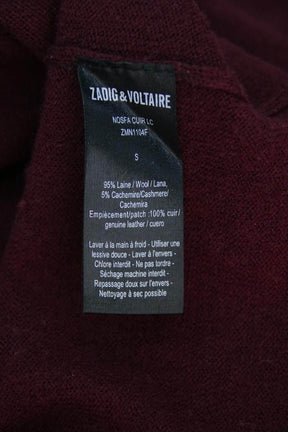 ZADIG & VOLTAIRE
NOSFA CUIR LC
ZMN1104F
S
95% Laine / Wool / Lana,
5% Cachemire/Cashmere/
Cachemira
Empiècement/patch :100% cuir /
genuine leather / cuero
Laver à la main à froid - Utiliser une
lessive douce - Laver à l'envers -
Chlore interdit - Ne pas tordre -
Séchage machine interdit -
Repassage doux sur l'envers -
Nettoyage à sec possible